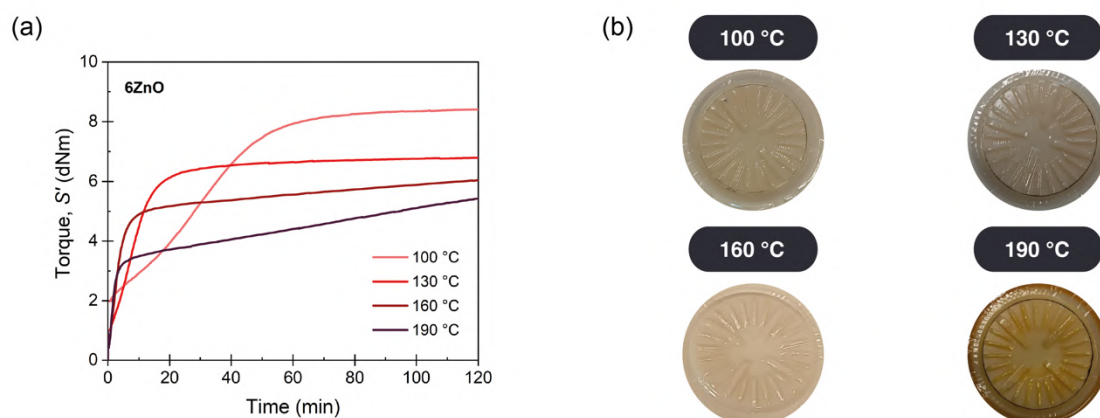 (a)
6ZnO
Torque, S′ (dNm)
10
8
6
4
2
0
0 20 40 60 80 100 120
Time (min)
100 °C
130 °C
160 °C
190 °C
(b)
100 °C
130 °C
160 °C
190 °C